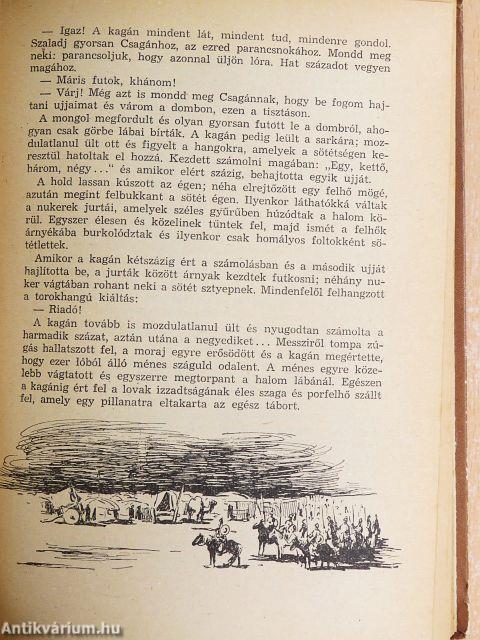 — Igaz! A kagán mindent lát, mindent tud, mindenre gondol.
Szaladj gyorsan Csagánhoz, az ezred parancsnokához. Mondd meg
neki: parancsoljuk, hogy azonnal üljön lóra. Hat századot vegyen
magához.
— Máris futok, khánom!
— Várj! Még azt is mondd meg Csagánnak, hogy be fogom haj-
tani ujjaimat és várom a dombon, ezen a tisztáson.
A mongol megfordult és olyan gyorsan futott le a dombról, aho-
gyan csak görbe lábai bírták. A kagán pedig leült a sarkára; moz-
dulatlanul ült ott és figyelt a hangokra, amelyek a sötétségen ke-
resztül hatoltak el hozzá. Kezdett számolni magában: „Egy, kettő,
három, négy...“ és amikor elért százig, behajtotta egyik ujját.
A hold lassan kúszott az égen; néha elrejtőzött egy felhő mögé,
azután megint felbukkant a sötét égen. Ilyenkor láthatókká váltak
a nukerek jurtái, amelyek széles gyűrűben húzódtak a halom kö-
rül. Egyszer élesen és közelinek tűntek fel, majd ismét a felhők
árnyékába burkolództak és ilyenkor csak homályos foltokként sö-
tétlettek.
Amikor a kagán kétszázig ért a számolásban és a második ujját
hajlította be, a jurták között árnyak kezdtek futkosni; néhány nu-
ker vágtában rohant neki a sötét sztyepnek. Mindenfelől felhangzott
a torokhangú kiáltás:
— Riadó!
A kagán tovább is mozdulatlanul ült és nyugodtan számolta a
harmadik százat, aztán utána a negyediket... Messziről tompa zú-
gás hallatszott fel, a moraj egyre erősödött és a kagán megértette,
hogy ezer lóból álló ménes száguld odalent. A ménes egyre köze-
lebb vágtatott és egyszerre megtorpant a halom lábánál. Egészen
a kagánig ért fel a lovak izzadtságának éles szaga és porfelhő szállt
fel, amely egy pillanatra eltakarta az egész tábort.
Antikvárium.hu